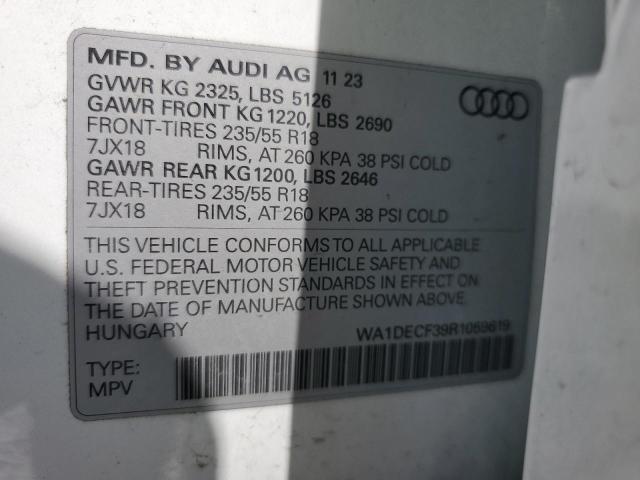 MFD. BY AUDI AG 11 23
GVWR KG 2325, LBS 5126
GAWR FRONT KG 1220, LBS 2690
FRONT-TIRES 235/55 R18
7JX18 RIMS, AT 260 KPA 38 PSI COLD
GAWR REAR KG 1200, LBS 2646
REAR-TIRES 235/55 R18
7JX18 RIMS, AT 260 KPA 38 PSI COLD
THIS VEHICLE CONFORMS TO ALL APPLICABLE
U.S. FEDERAL MOTOR VEHICLE SAFETY AND
THEFT PREVENTION STANDARDS IN EFFECT ON
THE DATE OF MANUFACTURE SHOWN ABOVE
HUNGARY WA1DECF39R1059619
TYPE:
MPV